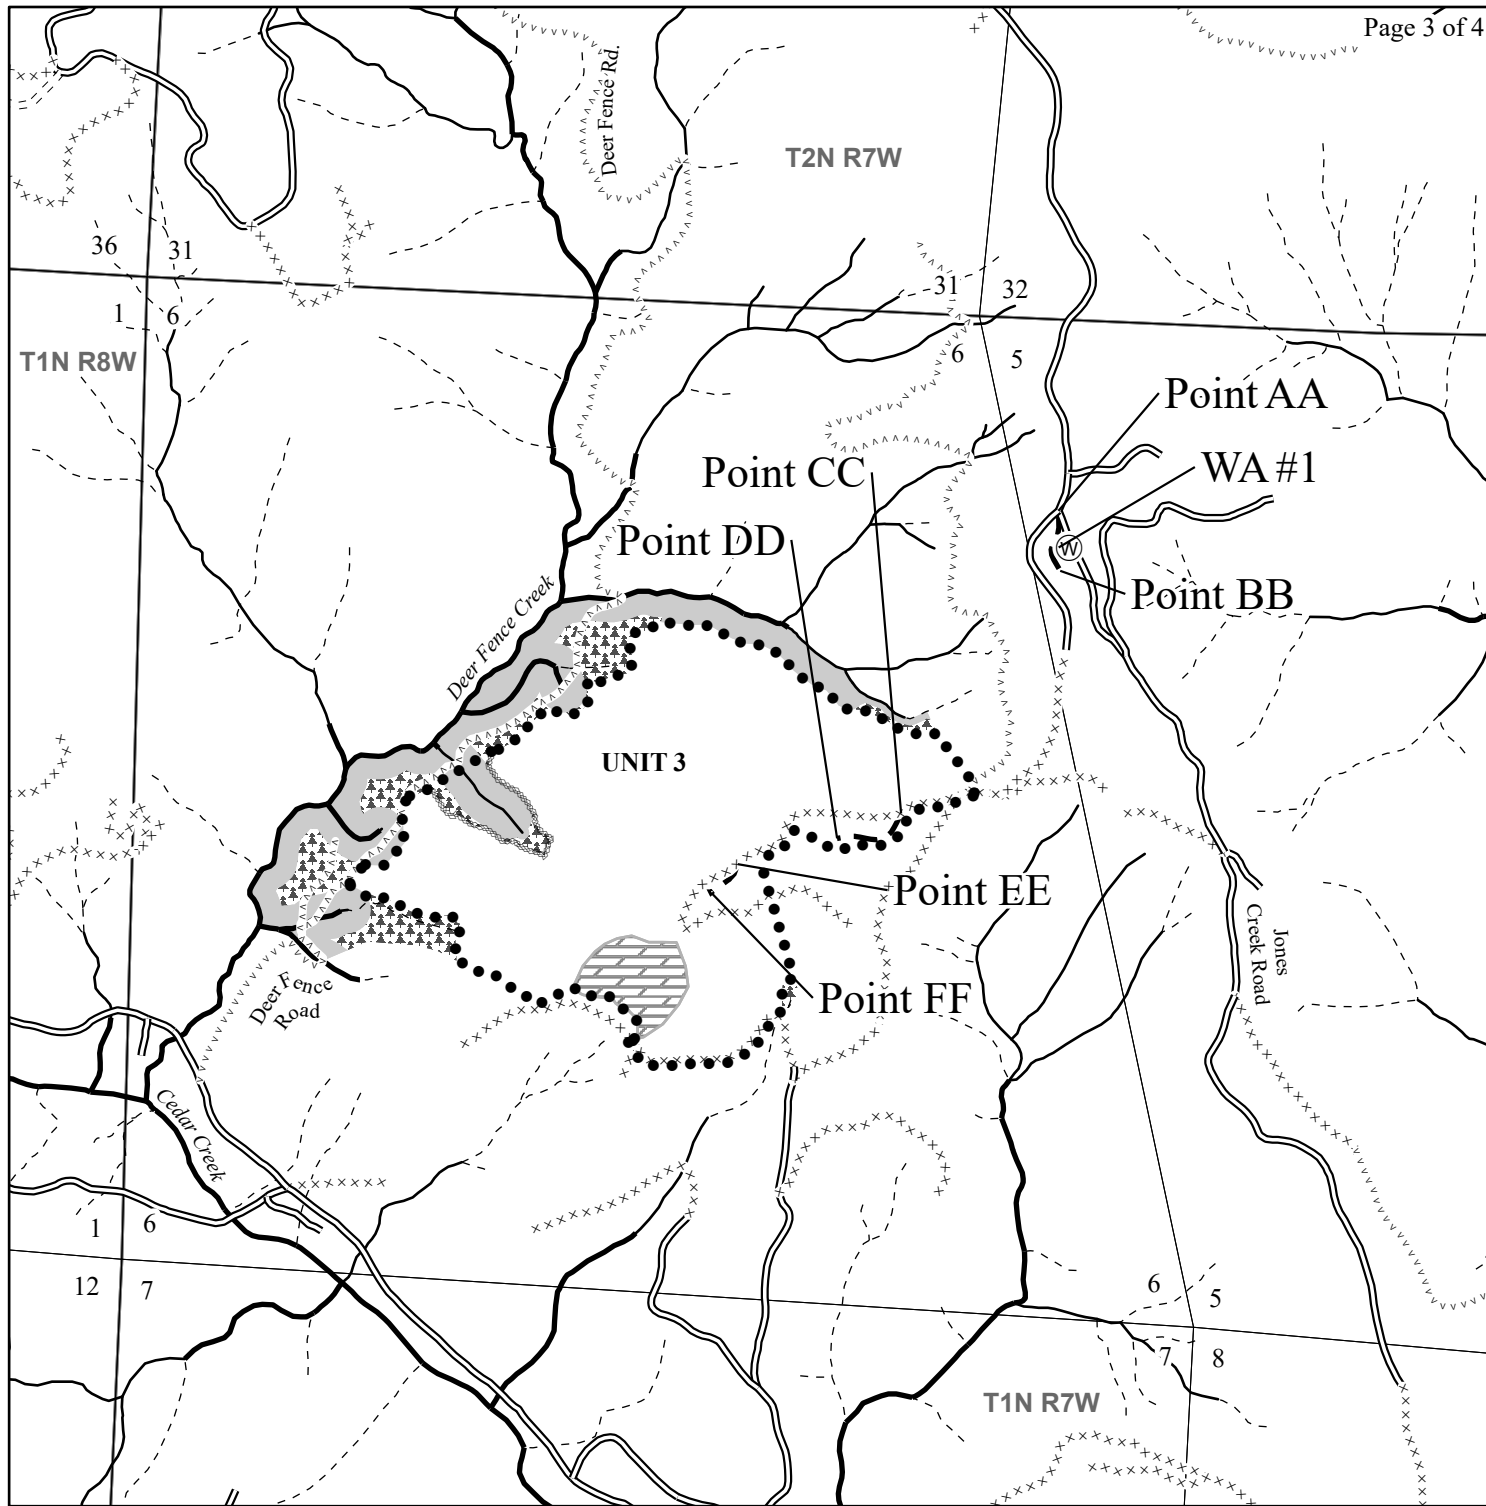 Page 3 of 4
Deer Fence Rd.
T2N R7W
36
31
31
32
1
6
6
5
T1N R8W
Point AA
Point CC
WA #1
Point DD
W
Point BB
Deer Fence Creek
UNIT 3
Point EE
Point FF
Jones
Creek Road
Deer Fence
Road
Cedar Creek
1
6
12
7
6
5
7
8
T1N R7W